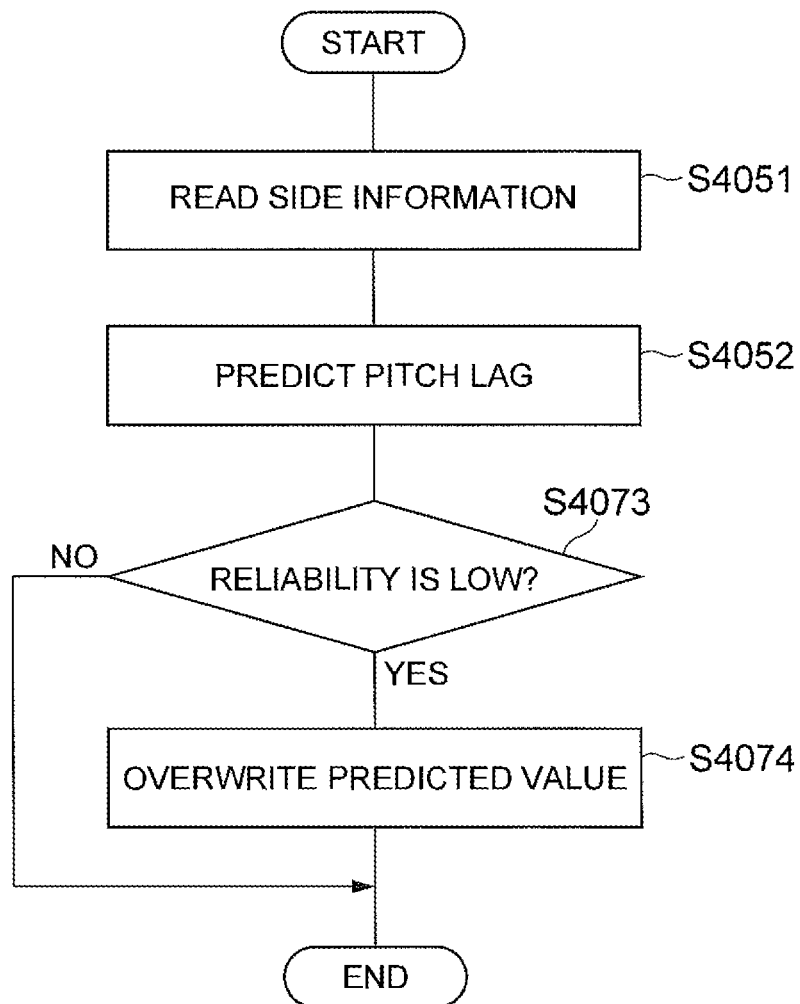 START
READ SIDE INFORMATION
S4051
PREDICT PITCH LAG
S4052
S4073
NO
RELIABILITY IS LOW?
YES
OVERWRITE PREDICTED VALUE
S4074
END